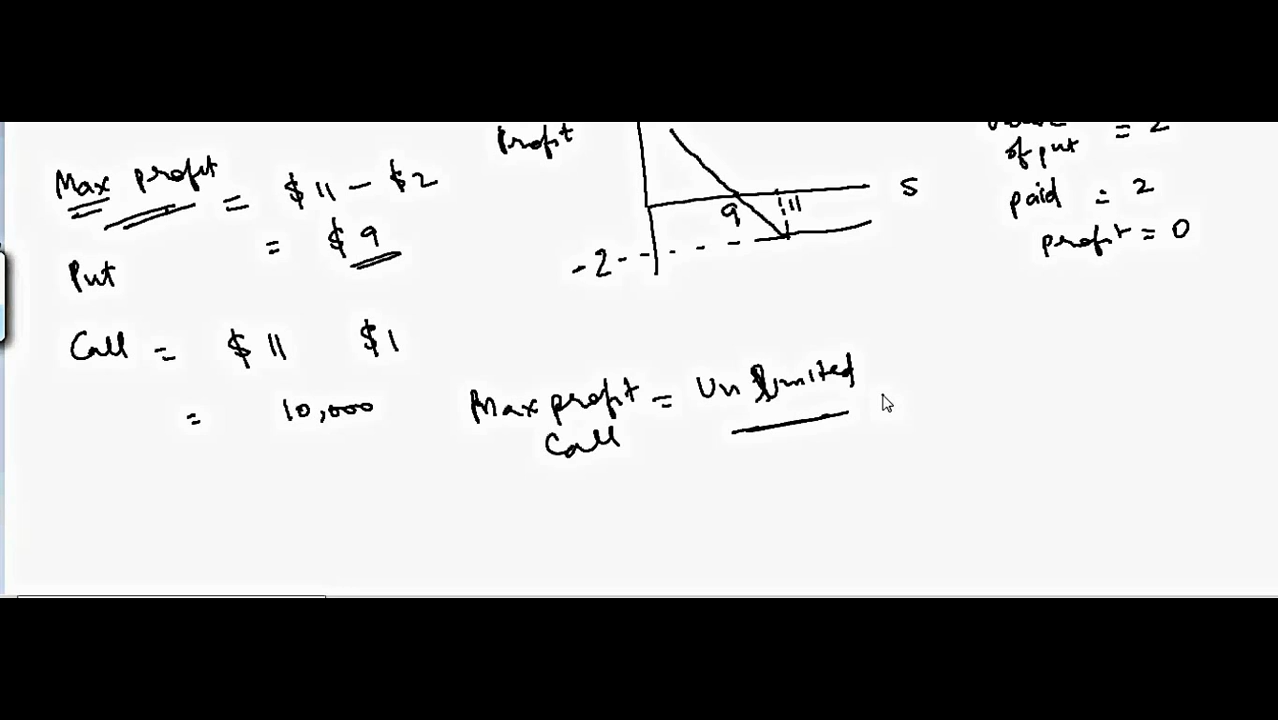 Max profit = $11 - $2
= $9
Put
Call = $11 $1
= 10,000
Profit
S
9 11
-2
= 2
of put
paid = 2
profit = 0
Max profit = Unlimited
Call